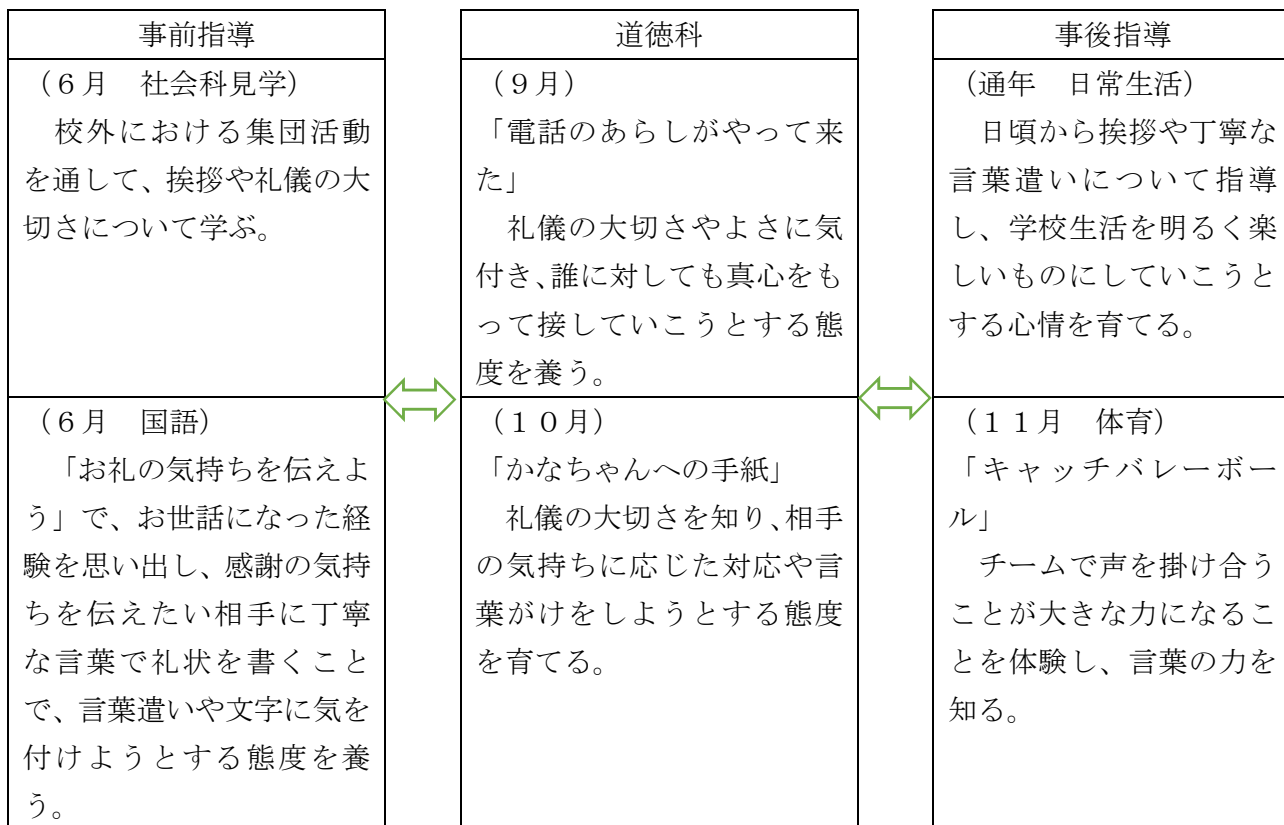 事前指導
(6月　社会科見学)
　校外における集団活動
を通して、挨拶や礼儀の大
切さについて学ぶ。
(6月　国語)
　「お礼の気持ちを伝えよ
う」で、お世話になった経
験を思い出し、感謝の気持
ちを伝えたい相手に丁寧
な言葉で礼状を書くこと
で、言葉遣いや文字に気を
付けようとする態度を養
う。
道徳科
(9月)
「電話のあらしがやって来
た」
　礼儀の大切さやよさに気
付き、誰に対しても真心をも
って接していこうとする態
度を養う。
(10月)
「かなちゃんへの手紙」
　礼儀の大切さを知り、相手
の気持ちに応じた対応や言
葉がけをしようとする態度
を育てる。
事後指導
(通年　日常生活)
　日頃から挨拶や丁寧な
言葉遣いについて指導
し、学校生活を明るく楽
しいものにしていこうと
する心情を育てる。
(11月　体育)
「キャッチバレーボー
ル」
　チームで声を掛け合う
ことが大きな力になるこ
とを体験し、言葉の力を
知る。